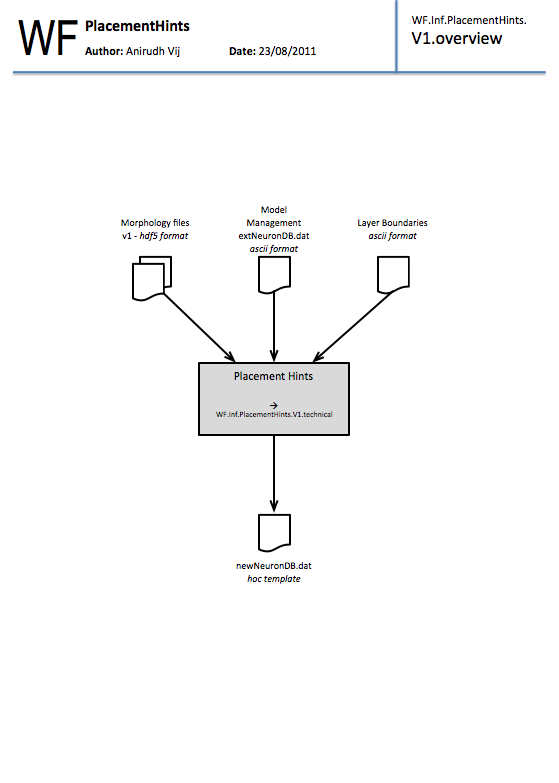 WF
PlacementHints
Author: Anirudh Vij Date: 23/08/2011
WF.Inf.PlacementHints.
V1.overview
Morphology files
v1 - hdf5 format
Model
Management
extNeuronDB.dat
ascii format
Layer Boundaries
ascii format
Placement Hints
→
WF.Inf.PlacementHints.V1.technical
newNeuronDB.dat
hoc template